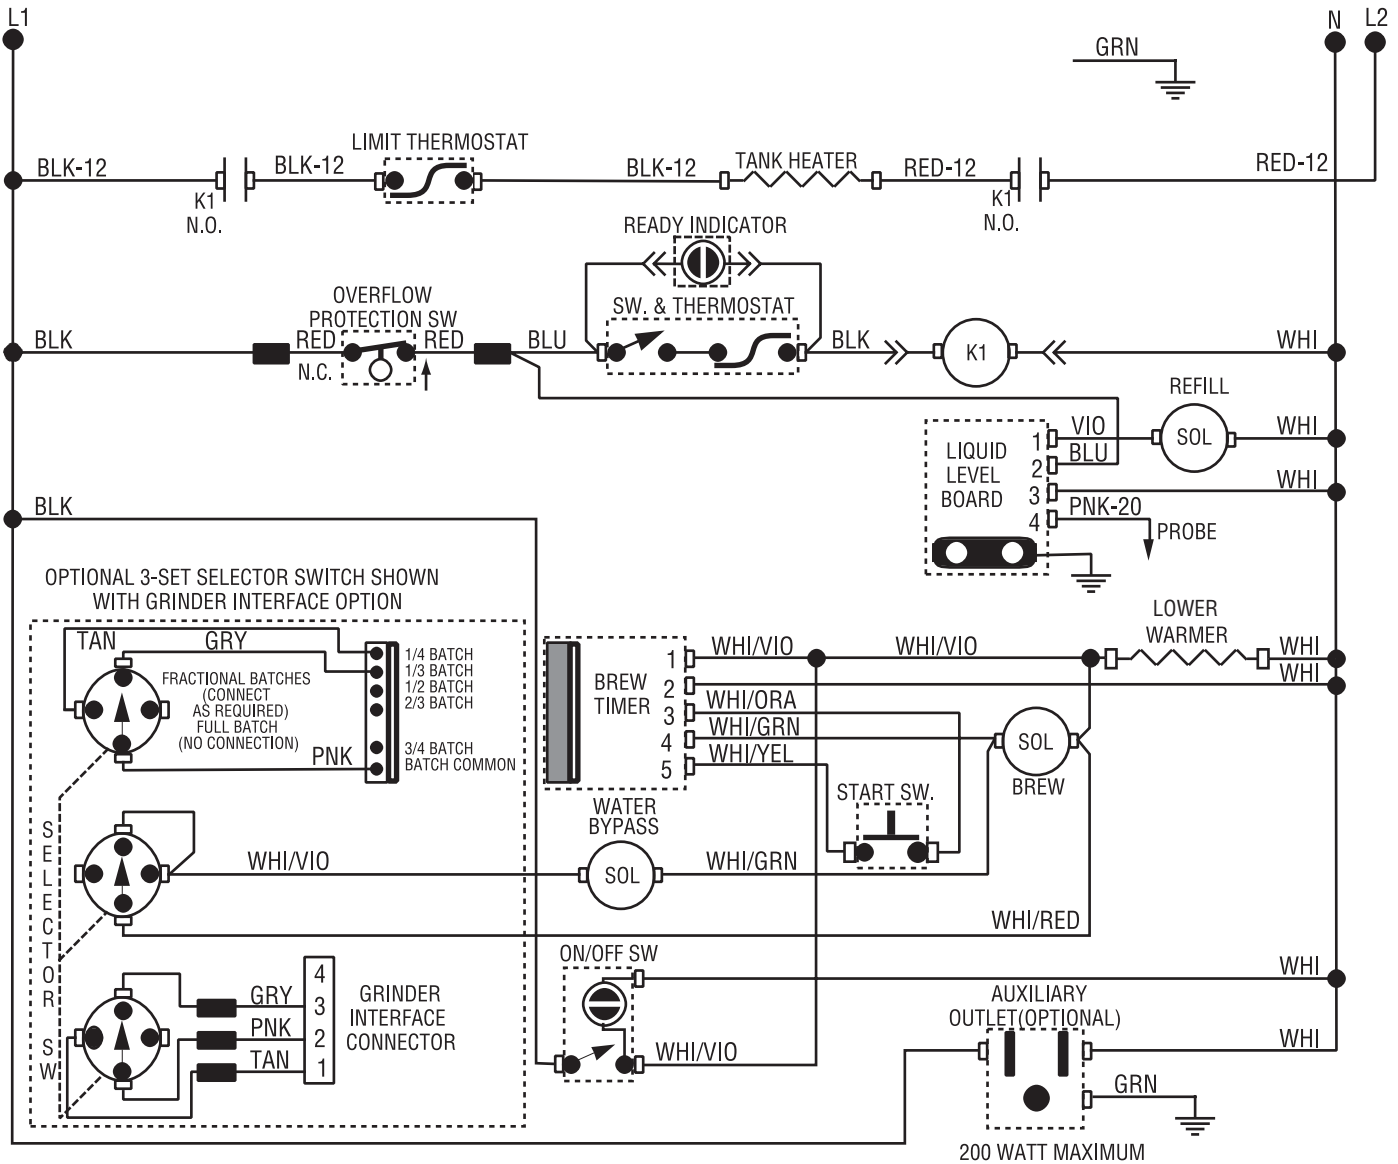 L1
N L2
GRN
LIMIT THERMOSTAT
BLK-12 BLK-12 BLK-12 TANK HEATER RED-12 RED-12
K1
N.O.
K1
N.O.
READY INDICATOR
OVERFLOW
PROTECTION SW
SW. & THERMOSTAT
BLK RED RED BLU BLK K1 WHI
N.C.
REFILL
LIQUID
LEVEL
BOARD
1 VIO SOL WHI
2 BLU
3 WHI
4 PNK-20
PROBE
BLK
OPTIONAL 3-SET SELECTOR SWITCH SHOWN
WITH GRINDER INTERFACE OPTION
TAN GRY
1/4 BATCH
1/3 BATCH
1/2 BATCH
2/3 BATCH
3/4 BATCH
BATCH COMMON
FRACTIONAL BATCHES
(CONNECT
AS REQUIRED)
FULL BATCH
(NO CONNECTION)
PNK
BREW
TIMER
1 WHI/VIO WHI/VIO
LOWER
WARMER
WHI
2 WHI
3 WHI/ORA
4 WHI/GRN
5 WHI/YEL
SOL
BREW
START SW.
WATER
BYPASS
SELECTOR SW
WHI/VIO SOL WHI/GRN
WHI/RED
ON/OFF SW
WHI
WHI/VIO
4
3 GRY
2 PNK
1 TAN
GRINDER
INTERFACE
CONNECTOR
AUXILIARY
OUTLET(OPTIONAL)
WHI
GRN
200 WATT MAXIMUM